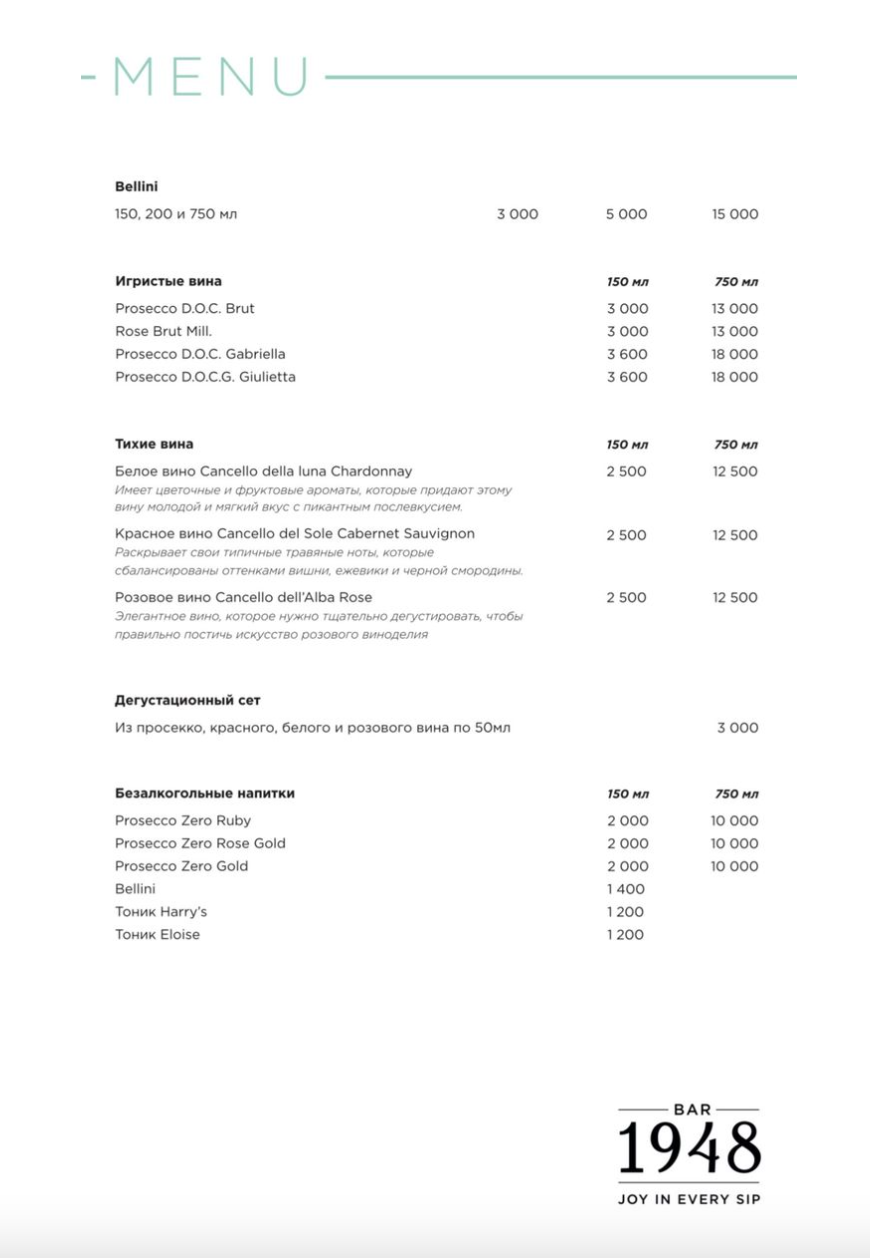 MENU
Bellini
150, 200 и 750 мл 3 000 5 000 15 000
Игристые вина 150 мл 750 мл
Prosecco D.O.C. Brut 3 000 13 000
Rose Brut Mill. 3 000 13 000
Prosecco D.O.C. Gabriella 3 600 18 000
Prosecco D.O.C.G. Giulietta 3 600 18 000
Тихие вина 150 мл 750 мл
Белое вино Cancello della luna Chardonnay 2 500 12 500
Имеет цветочные и фруктовые ароматы, которые придают этому
вину молодой и мягкий вкус с пикантным послевкусием.
Красное вино Cancello del Sole Cabernet Sauvignon 2 500 12 500
Раскрывает свои типичные травяные ноты, которые
сбалансированы оттенками вишни, ежевики и черной смородины.
Розовое вино Cancello dell’Alba Rose 2 500 12 500
Элегантное вино, которое нужно тщательно дегустировать, чтобы
правильно постичь искусство розового виноделия
Дегустационный сет
Из просекко, красного, белого и розового вина по 50мл 3 000
Безалкогольные напитки 150 мл 750 мл
Prosecco Zero Ruby 2 000 10 000
Prosecco Zero Rose Gold 2 000 10 000
Prosecco Zero Gold 2 000 10 000
Bellini 1 400
Тоник Harry’s 1 200
Тоник Eloise 1 200
BAR
1948
JOY IN EVERY SIP